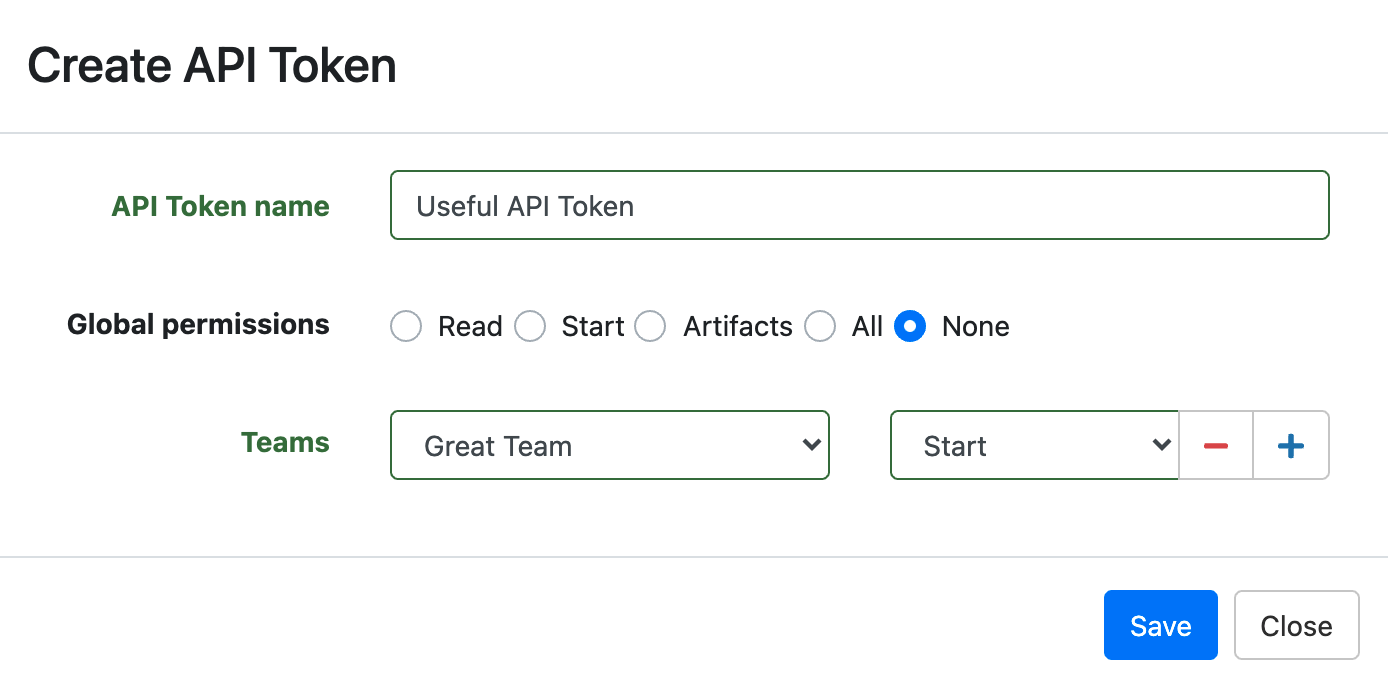 Create API Token
API Token name
Useful API Token
Global permissions
Read Start Artifacts All None
Teams
Great Team
Start
Save
Close